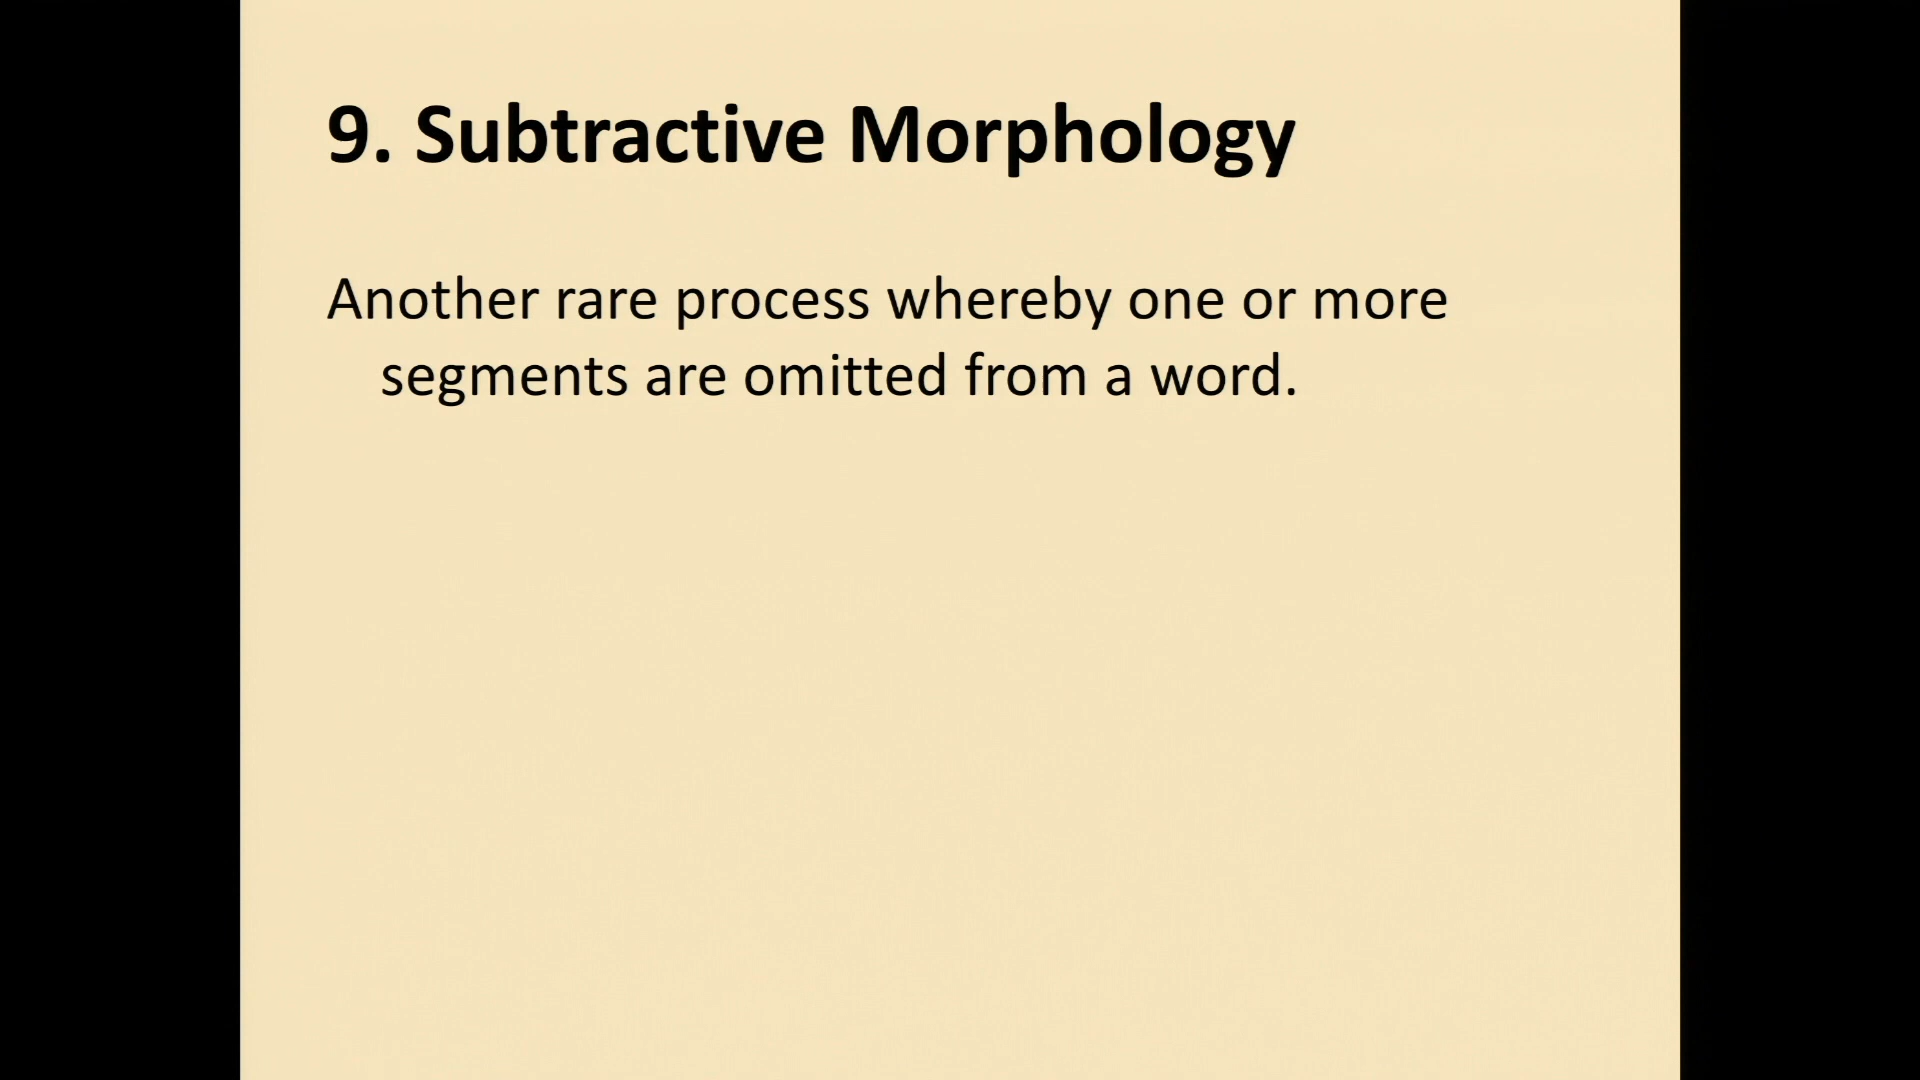 9. Subtractive Morphology
Another rare process whereby one or more
segments are omitted from a word.